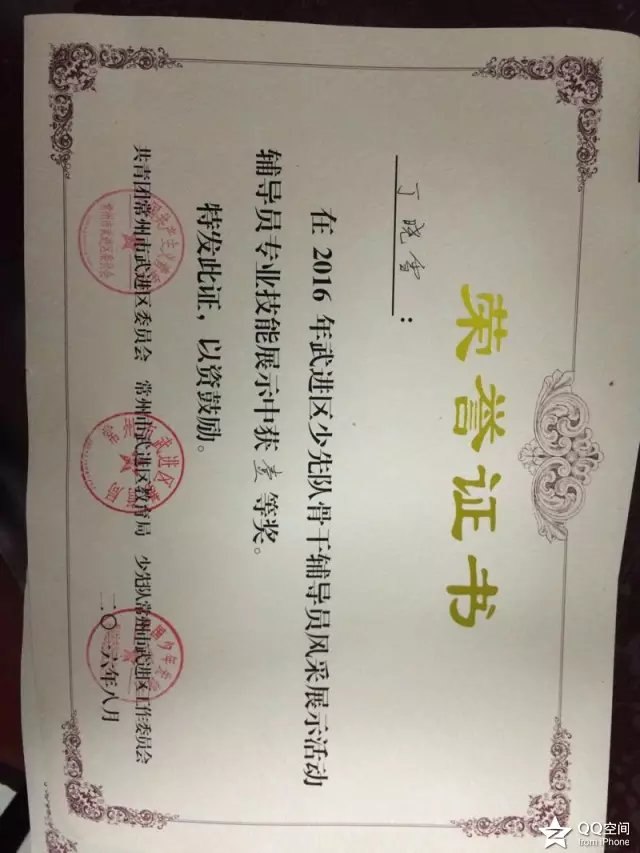 荣誉证书
丁晓雪：
在 2016 年武进区少先队骨干辅导员风采展示活动
辅导员专业技能展示中获 壹 等奖。
特发此证，以资鼓励。
共青团常州市武进区委员会 常州市武进区教育局 少先队常州市武进区工作委员会
二〇一六年八月
QQ空间
from iPhone